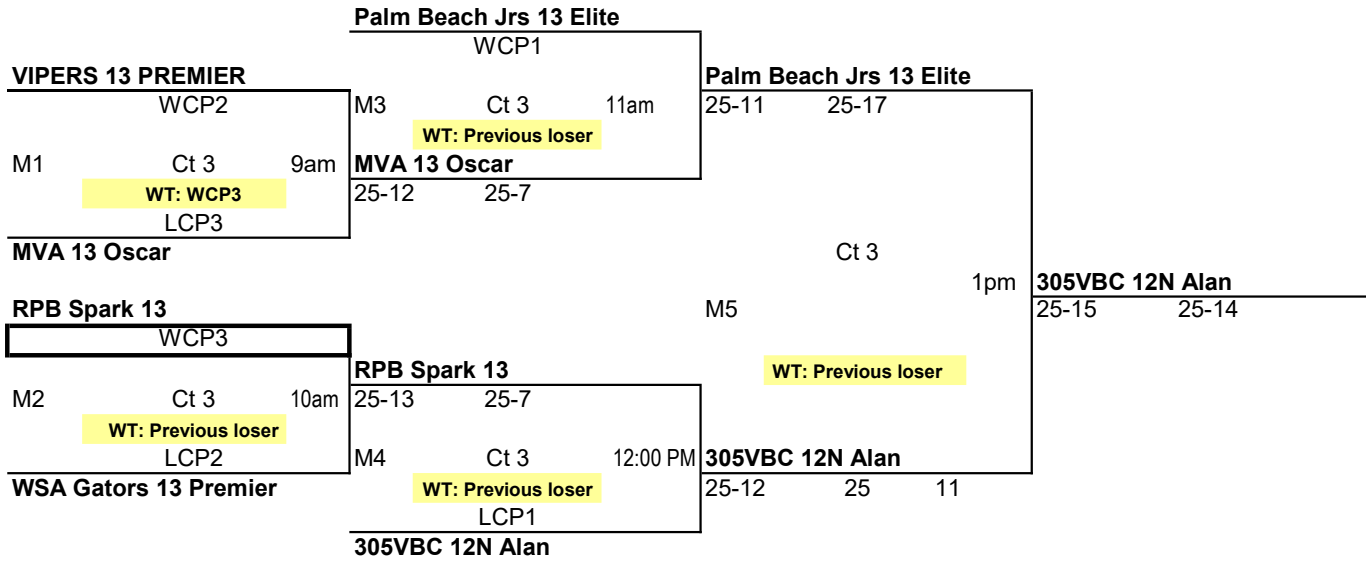 Palm Beach Jrs 13 Elite
WCP1
VIPERS 13 PREMIER Palm Beach Jrs 13 Elite
WCP2 M3 Ct 3 11am 25-11 25-17
WT: Previous loser
M1 Ct 3 9am MVA 13 Oscar
WT: WCP3 25-12 25-7
LCP3
MVA 13 Oscar Ct 3
1pm 305VBC 12N Alan
RPB Spark 13 M5 25-15 25-14
WCP3
RPB Spark 13 WT: Previous loser
M2 Ct 3 10am 25-13 25-7
WT: Previous loser
LCP2 M4 Ct 3 12:00 PM 305VBC 12N Alan
WSA Gators 13 Premier WT: Previous loser 25-12 25 11
LCP1
305VBC 12N Alan